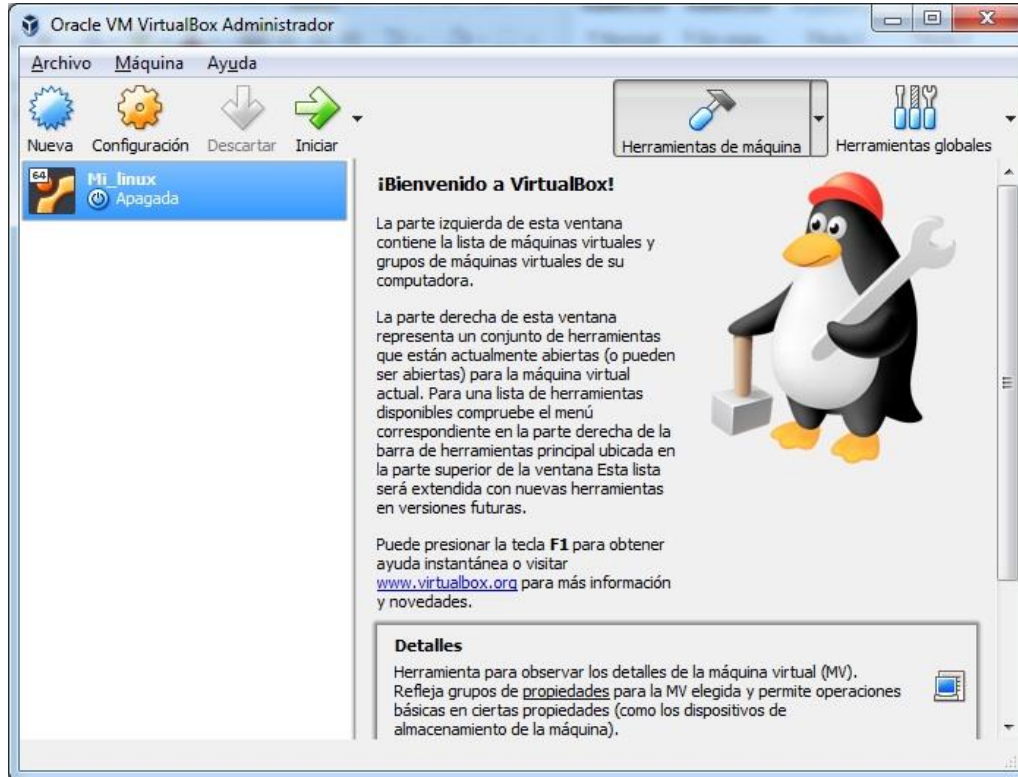 Oracle VM VirtualBox Administrador
Archivo Máquina Ayuda
Nueva Configuración Descartar Iniciar Herramientas de máquina Herramientas globales
64
Mi_linux
Apagada
¡Bienvenido a VirtualBox!
La parte izquierda de esta ventana
contiene la lista de máquinas virtuales y
grupos de máquinas virtuales de su
computadora.
La parte derecha de esta ventana
representa un conjunto de herramientas
que están actualmente abiertas (o pueden
ser abiertas) para la máquina virtual
actual. Para una lista de herramientas
disponibles compruebe el menú
correspondiente en la parte derecha de la
barra de herramientas principal ubicada en
la parte superior de la ventana Esta lista
será extendida con nuevas herramientas
en versiones futuras.
Puede presionar la tecla F1 para obtener
ayuda instantánea o visitar
www.virtualbox.org para más información
y novedades.
Detalles
Herramienta para observar los detalles de la máquina virtual (MV).
Refleja grupos de propiedades para la MV elegida y permite operaciones
básicas en ciertas propiedades (como los dispositivos de
almacenamiento de la máquina).